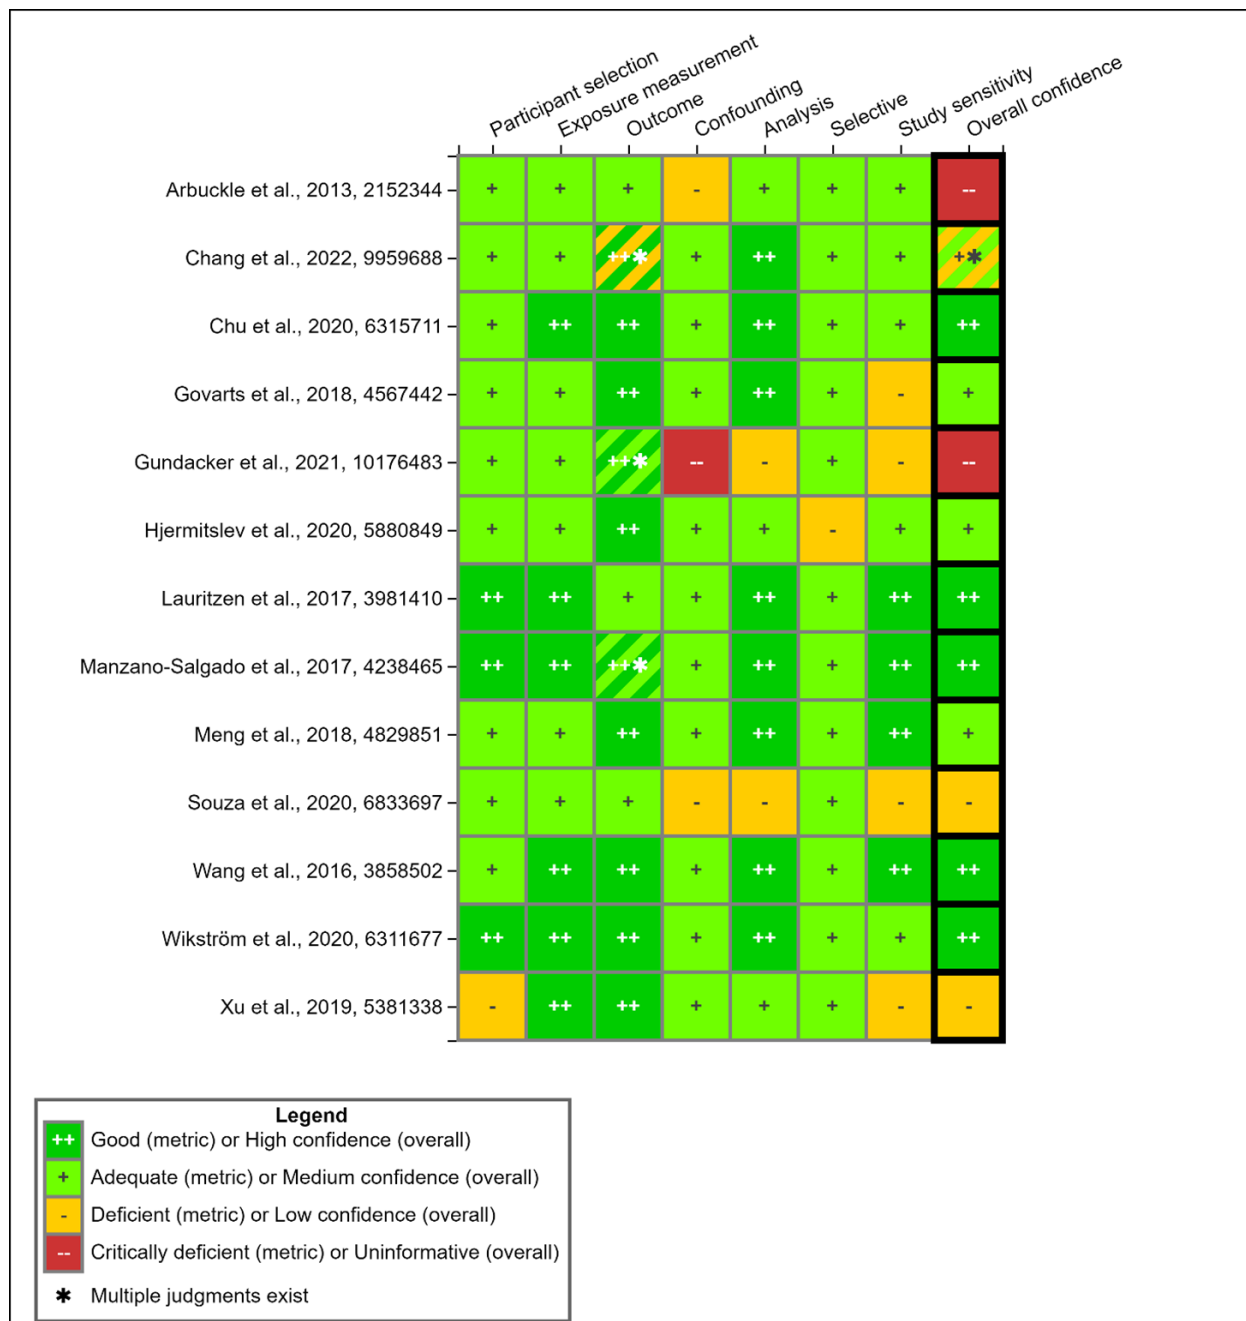 Participant selection
Exposure measurement
Outcome
Confounding
Analysis
Selective
Study sensitivity
Overall confidence
Arbuckle et al., 2013, 2152344 + + + - + + + --
Chang et al., 2022, 9959688 + + ++✱ + ++ + + +✱
Chu et al., 2020, 6315711 + ++ ++ + ++ + + ++
Govarts et al., 2018, 4567442 + + ++ + ++ + - +
Gundacker et al., 2021, 10176483 + + ++✱ -- - + - --
Hjermitslev et al., 2020, 5880849 + + ++ + + - + +
Lauritzen et al., 2017, 3981410 ++ ++ + + ++ + ++ ++
Manzano-Salgado et al., 2017, 4238465 ++ ++ ++✱ + ++ + ++ ++
Meng et al., 2018, 4829851 + + ++ + ++ + ++ +
Souza et al., 2020, 6833697 + + + - - + - -
Wang et al., 2016, 3858502 + ++ ++ + ++ + ++ ++
Wikström et al., 2020, 6311677 ++ ++ ++ + ++ + + ++
Xu et al., 2019, 5381338 - ++ ++ + + + - -
Legend
++ Good (metric) or High confidence (overall)
+ Adequate (metric) or Medium confidence (overall)
- Deficient (metric) or Low confidence (overall)
-- Critically deficient (metric) or Uninformative (overall)
✱ Multiple judgments exist